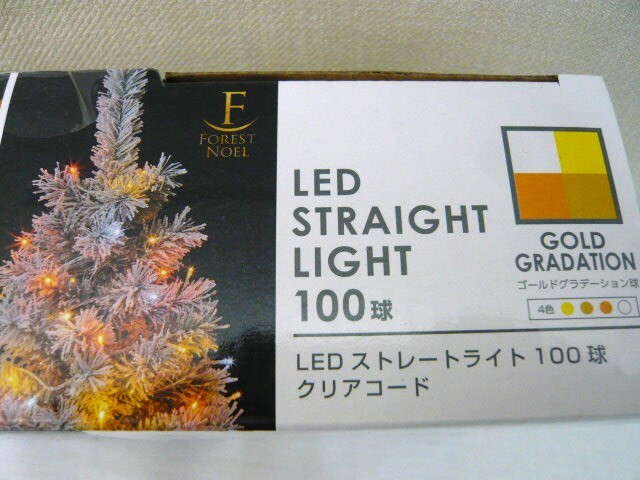 F
FOREST
NOEL
LED
STRAIGHT
LIGHT
100球
LED ストレートライト 100 球
クリアコード
GOLD
GRADATION
ゴールドグラデーション球
4色